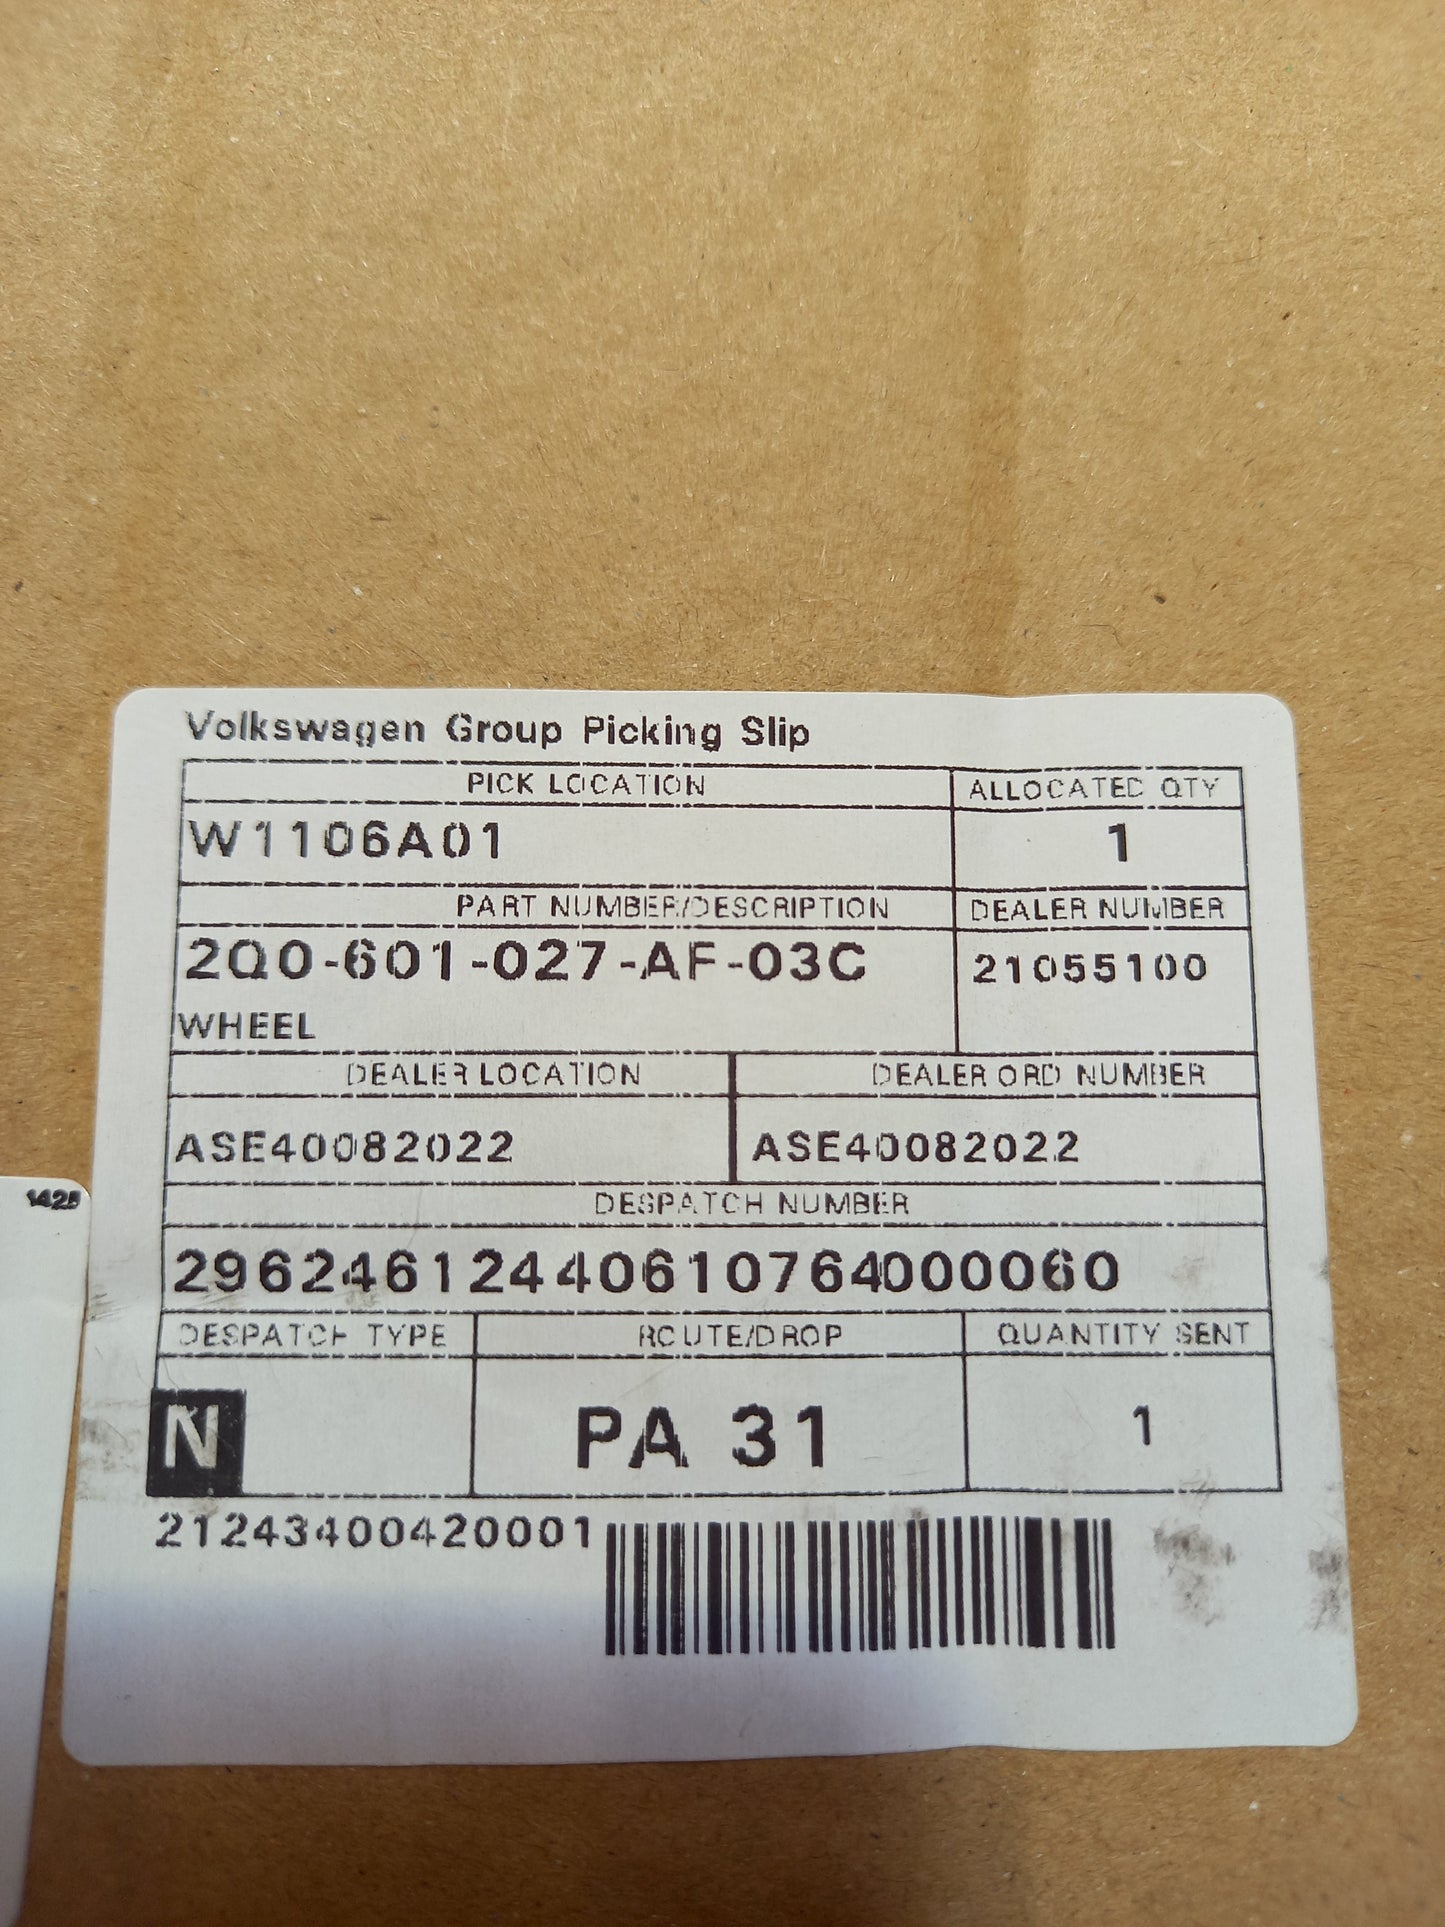 Volkswagen Group Picking Slip
PICK LOCATION ALLOCATED QTY
W1106A01 1
PART NUMBER/DESCRIPTION DEALER NUMBER
2Q0-601-027-AF-03C 21055100
WHEEL
DEALER LOCATION DEALER ORD NUMBER
ASE40082022 ASE40082022
DESPATCH NUMBER
29624612440610764000060
DESPATCH TYPE ROUTE/DROP QUANTITY SENT
N PA 31 1
21243400420001
1425